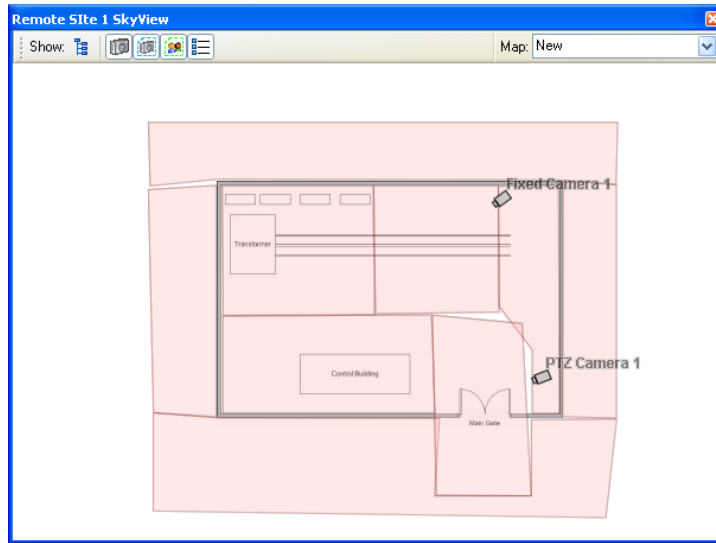 Remote SIte 1 SkyView
Show:
Map: New
Fixed Camera 1
Transformer
PTZ Camera 1
Control Building
Main Gate